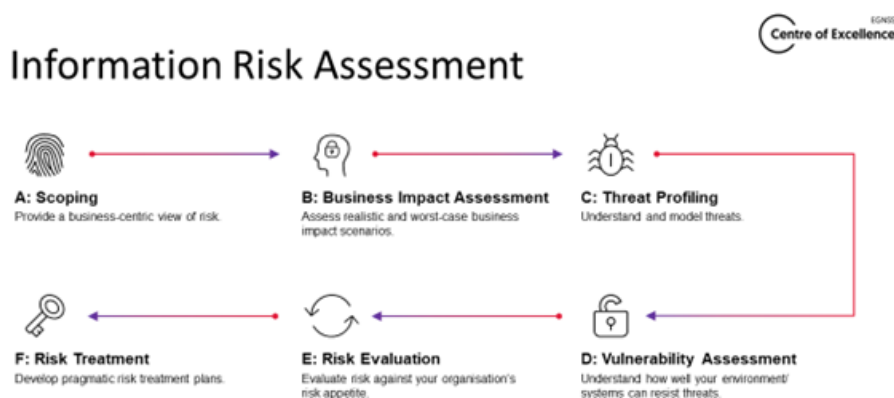 EGNSS
Centre of Excellence
Information Risk Assessment
A: Scoping
Provide a business-centric view of risk.
B: Business Impact Assessment
Assess realistic and worst-case business
impact scenarios.
C: Threat Profiling
Understand and model threats.
F: Risk Treatment
Develop pragmatic risk treatment plans.
E: Risk Evaluation
Evaluate risk against your organisation's
risk appetite.
D: Vulnerability Assessment
Understand how well your environment/
systems can resist threats.